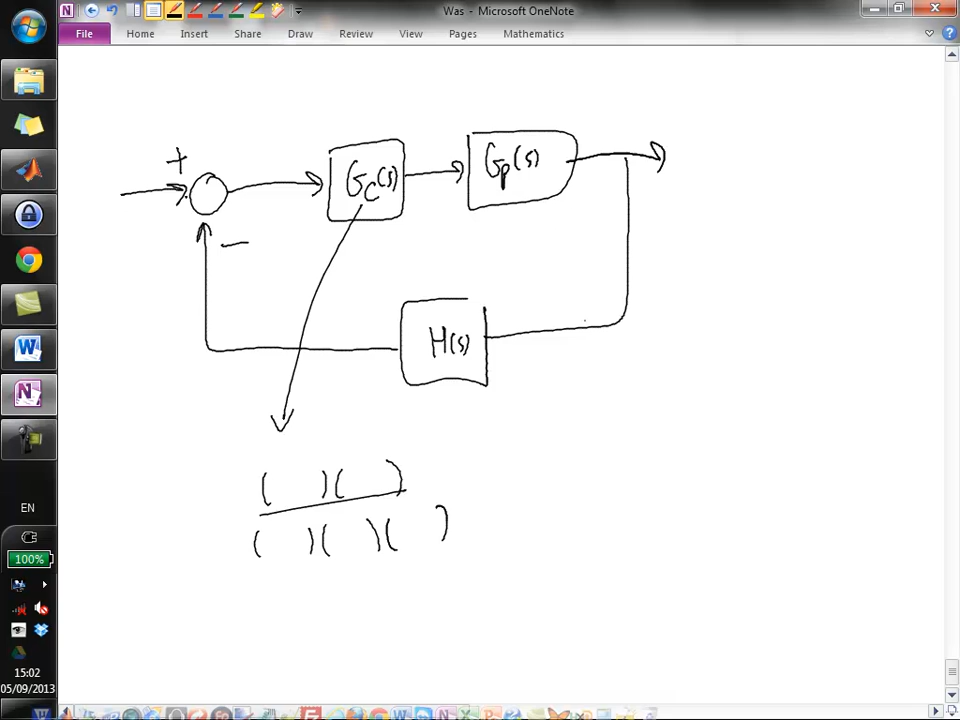 Was - Microsoft OneNote
File Home Insert Share Draw Review View Pages Mathematics
+
Gc(s)
Gp(s)
−
H(s)
( )( )
( )( )( )
EN
100%
15:02
05/09/2013